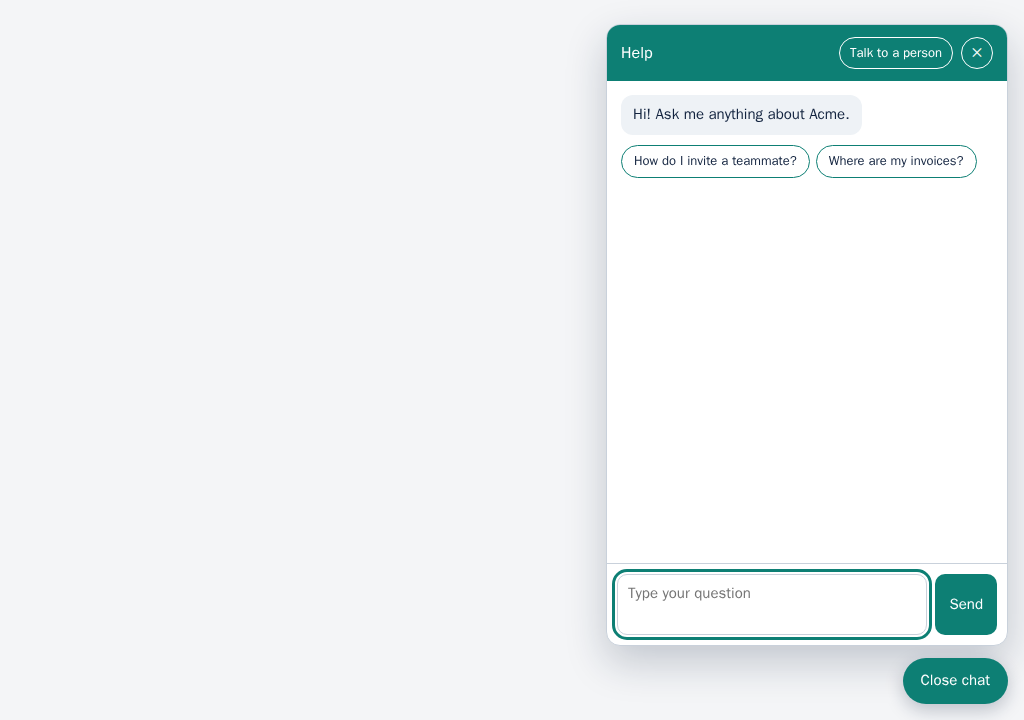 Help
Talk to a person
Hi! Ask me anything about Acme.
How do I invite a teammate?
Where are my invoices?
Type your question
Send
Close chat